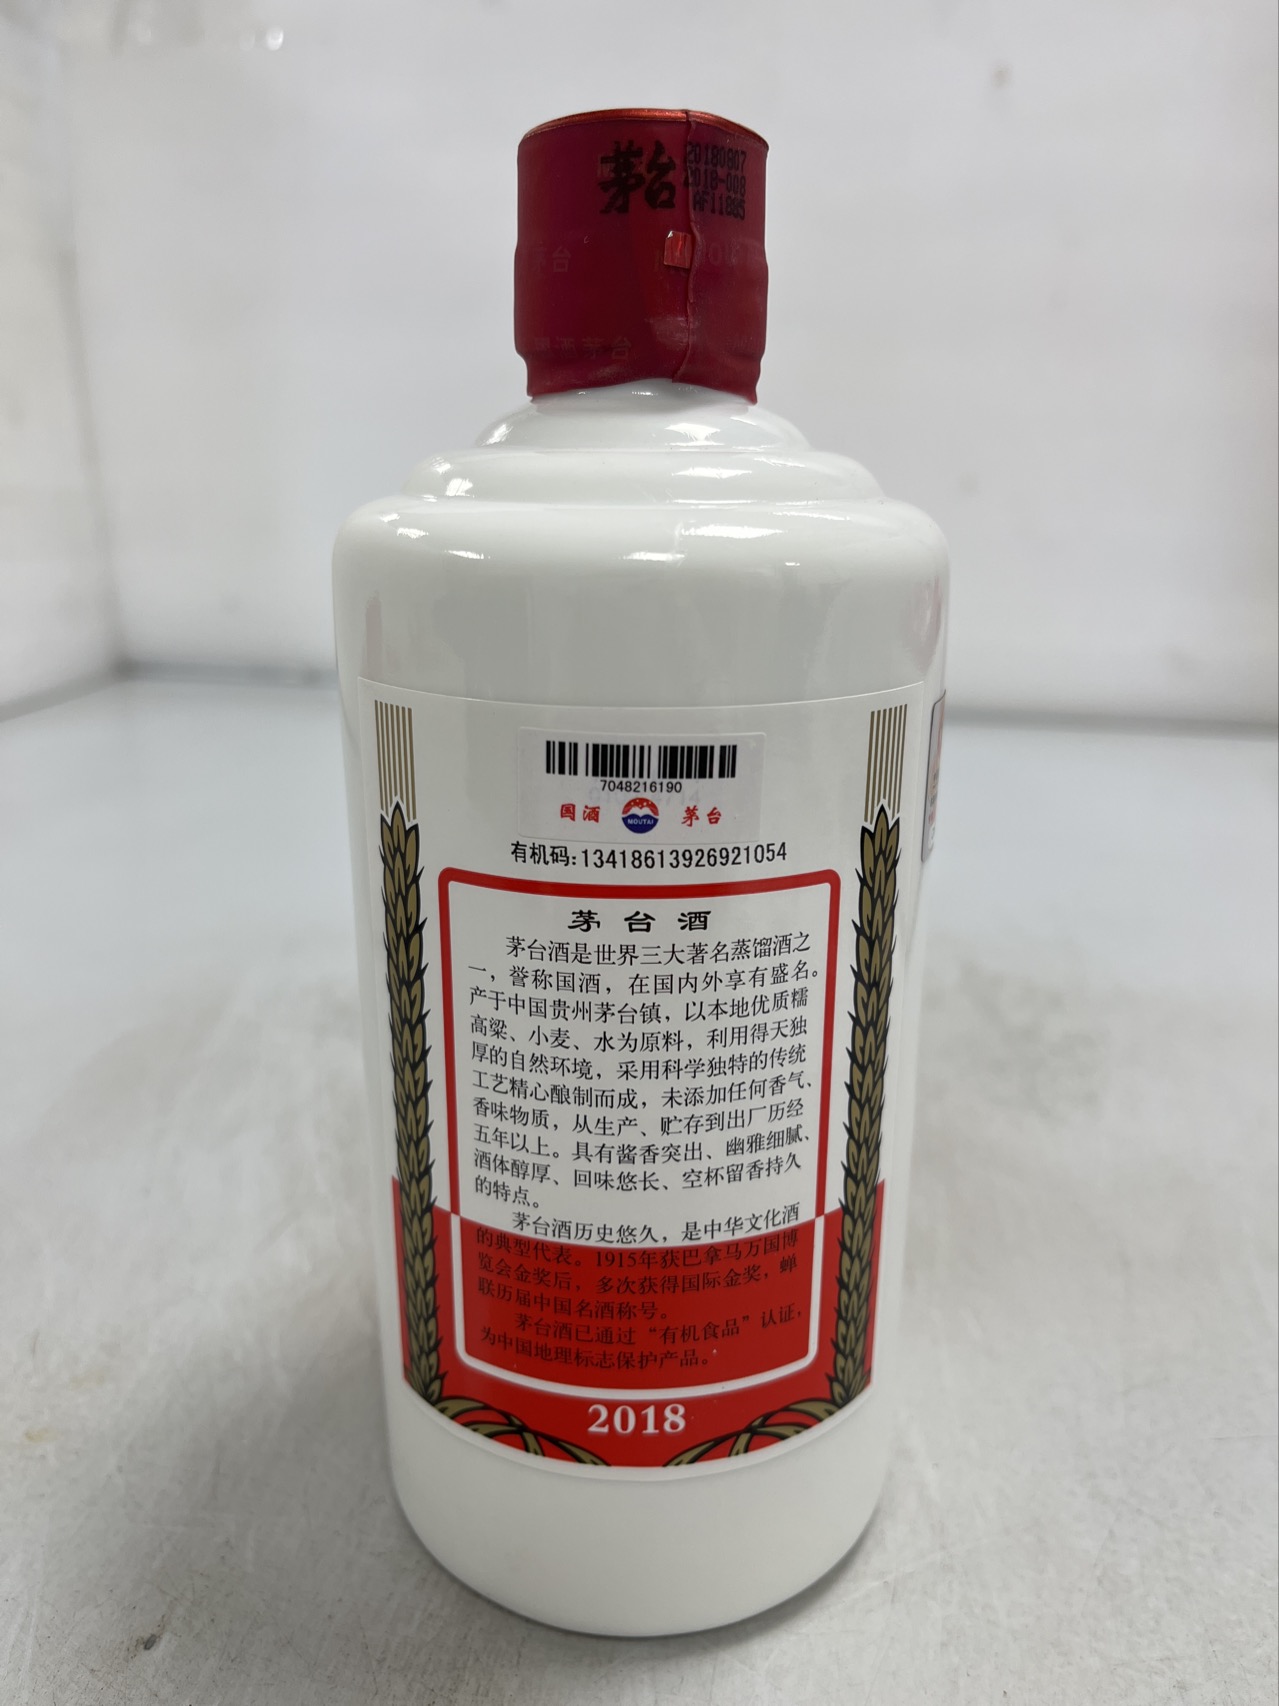 茅台
20180807
2018-008
AF11885
7048216190
国酒 MOUTAI 茅台
有机码:13418613926921054
茅台酒
茅台酒是世界三大著名蒸馏酒之
一，誉称国酒，在国内外享有盛名。
产于中国贵州茅台镇，以本地优质糯
高粱、小麦、水为原料，利用得天独
厚的自然环境，采用科学独特的传统
工艺精心酿制而成，未添加任何香气、
香味物质，从生产、贮存到出厂历经
五年以上。具有酱香突出、幽雅细腻、
酒体醇厚、回味悠长、空杯留香持久
的特点。
茅台酒历史悠久，是中华文化酒
的典型代表。1915年获巴拿马万国博
览会金奖后，多次获得国际金奖，蝉
联历届中国名酒称号。
茅台酒已通过“有机食品”认证，
为中国地理标志保护产品。
2018